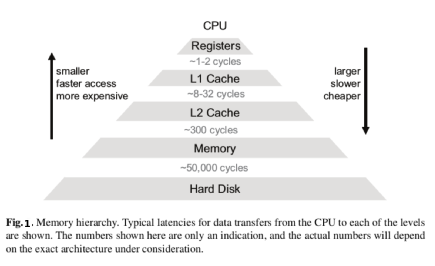 CPU
Registers
~1-2 cycles
L1 Cache
~8-32 cycles
L2 Cache
~300 cycles
Memory
~50,000 cycles
Hard Disk
smaller
faster access
more expensive
larger
slower
cheaper
Fig.1. Memory hierarchy. Typical latencies for data transfers from the CPU to each of the levels
are shown. The numbers shown here are only an indication, and the actual numbers will depend
on the exact architecture under consideration.